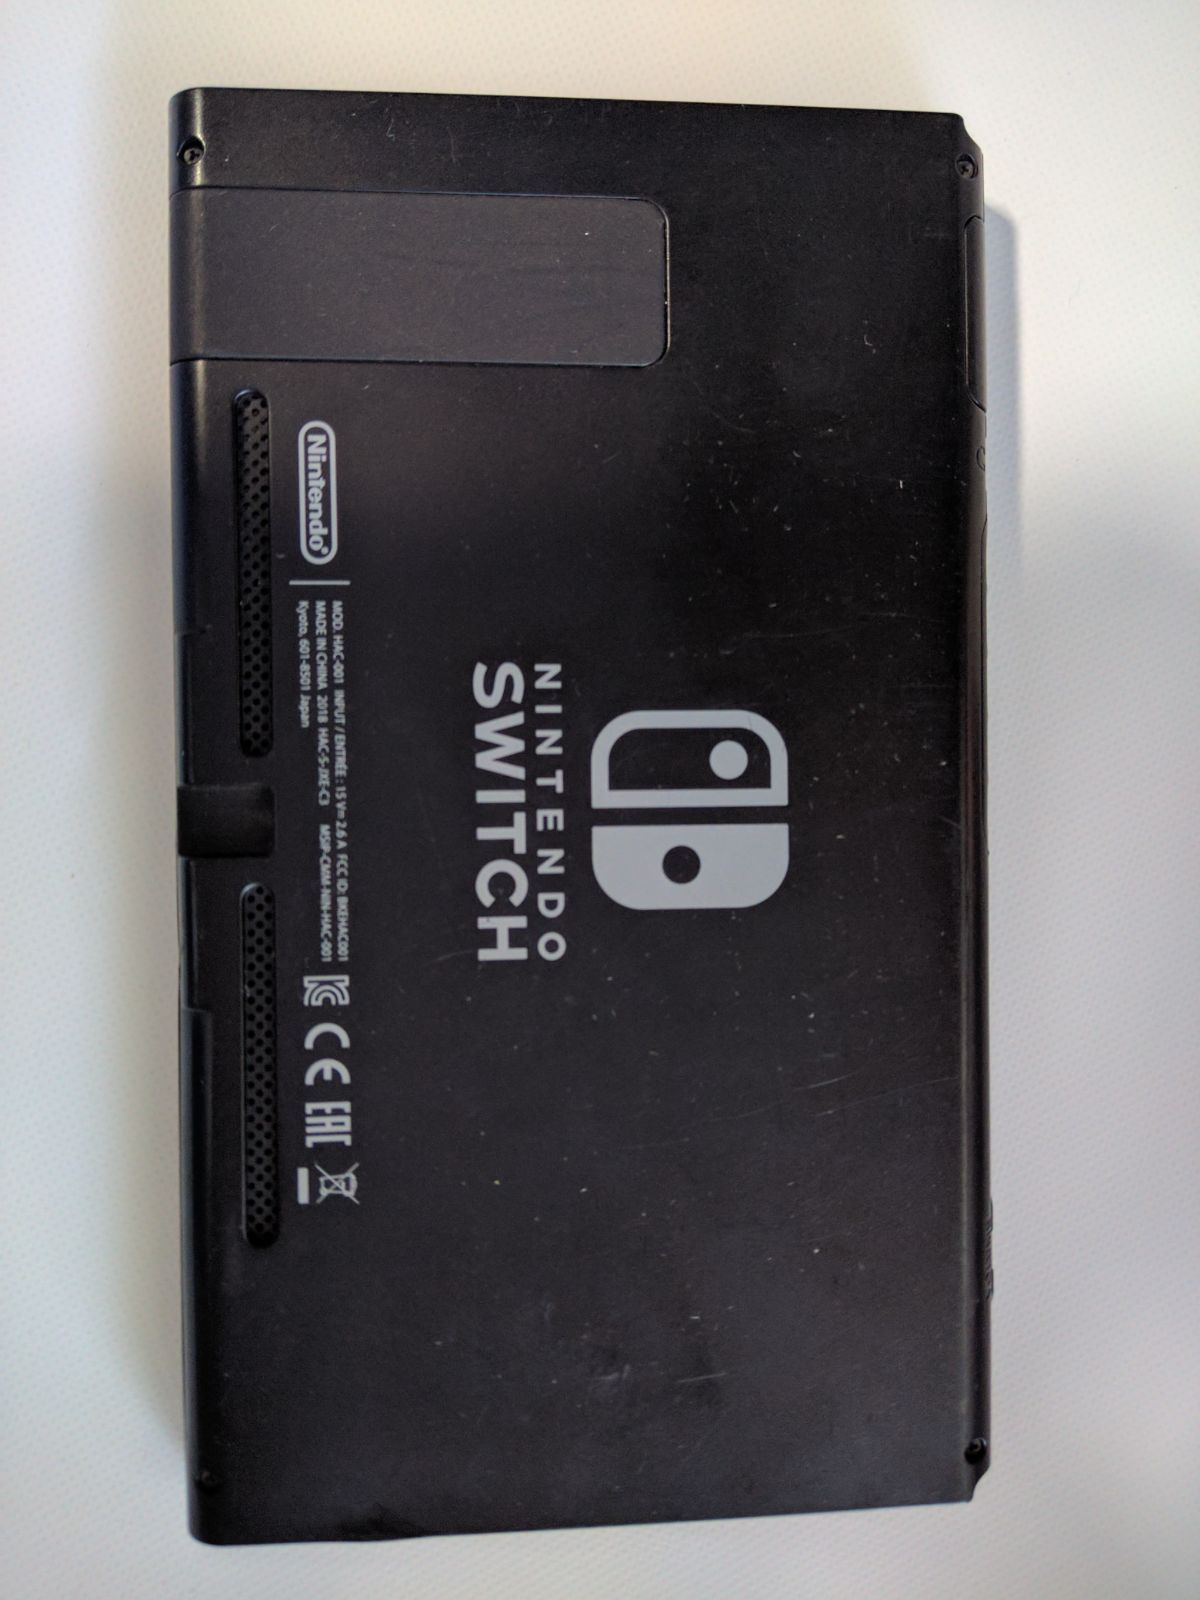 NINTENDO
SWITCH
Nintendo®
MOD. HAC-001 INPUT / ENTRÉE : 15 V⎓ 2.6 A FCC ID: BKEHAC001
MADE IN CHINA 2018 HAC-S-JXE-C3 MSIP-CMM-NIN-HAC-001
Kyoto, 601-8501 Japan
CE EAC